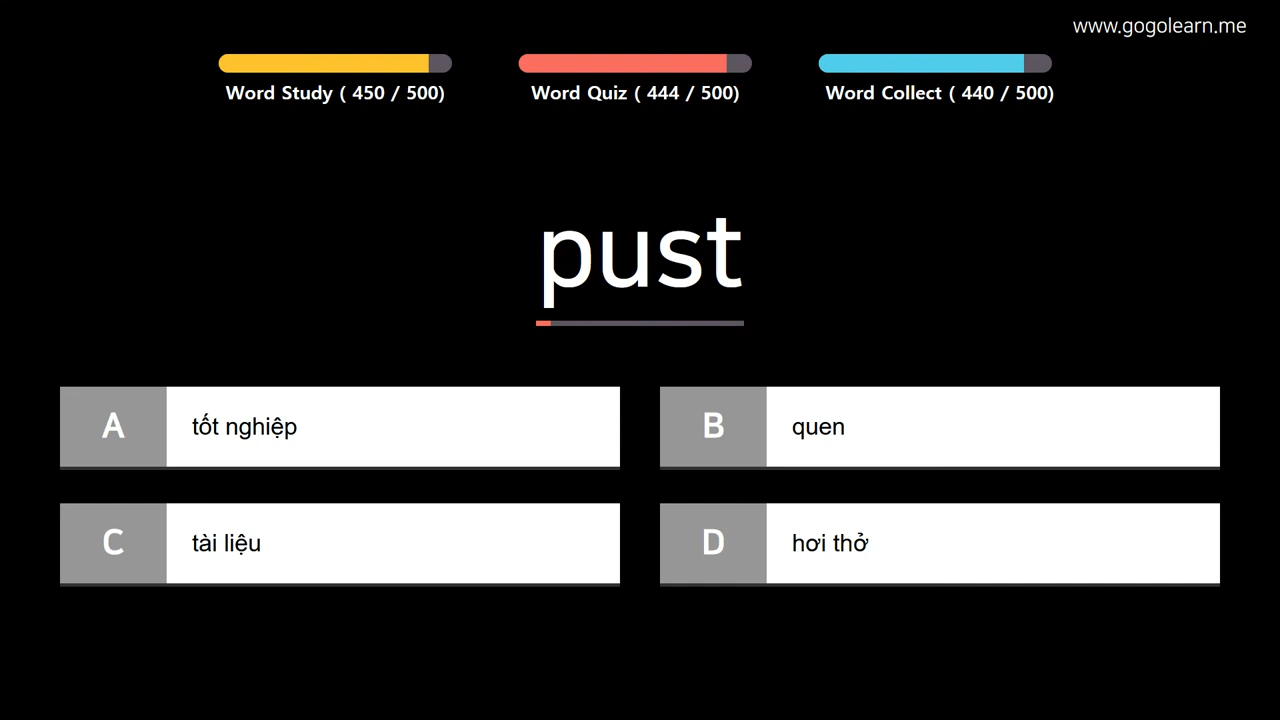 www.gogolearn.me
Word Study ( 450 / 500)
Word Quiz ( 444 / 500)
Word Collect ( 440 / 500)
pust
A tốt nghiệp
B quen
C tài liệu
D hơi thở